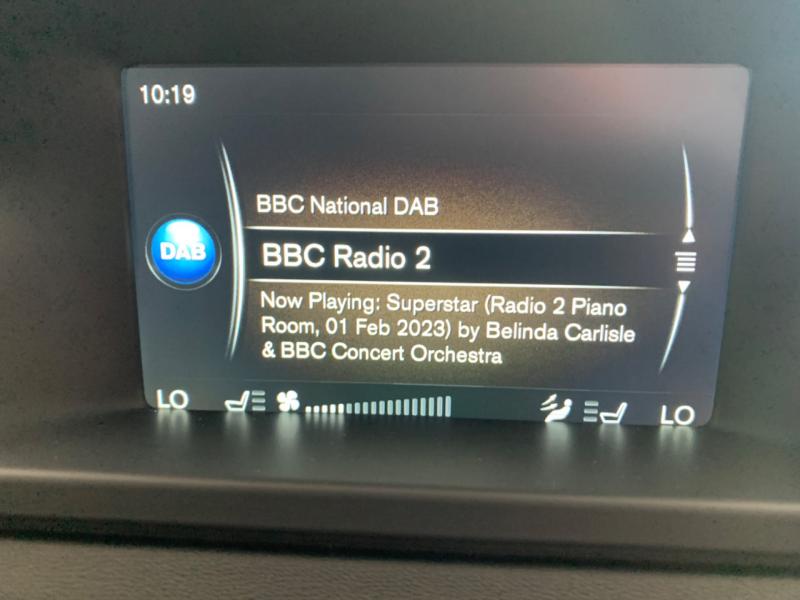 10:19
BBC National DAB
DAB
BBC Radio 2
Now Playing: Superstar (Radio 2 Piano
Room, 01 Feb 2023) by Belinda Carlisle
& BBC Concert Orchestra
LO
LO